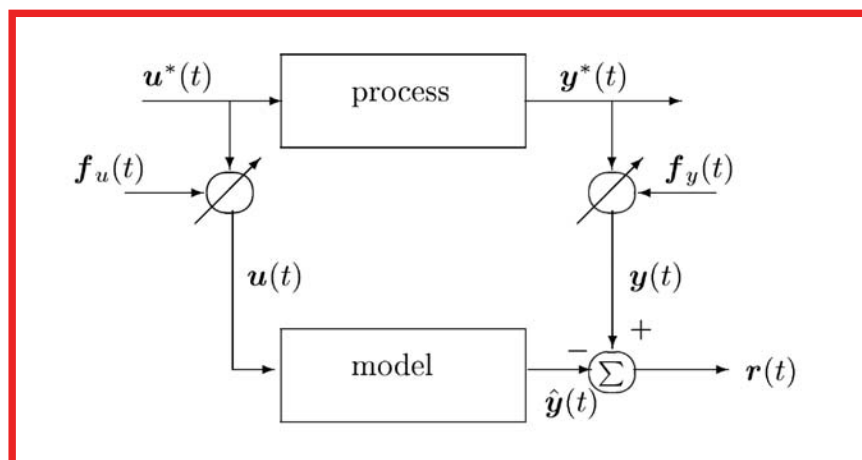 u*(t) process y*(t)
f_u(t) f_y(t)
u(t) y(t)
+
model − Σ r(t)
ŷ(t)